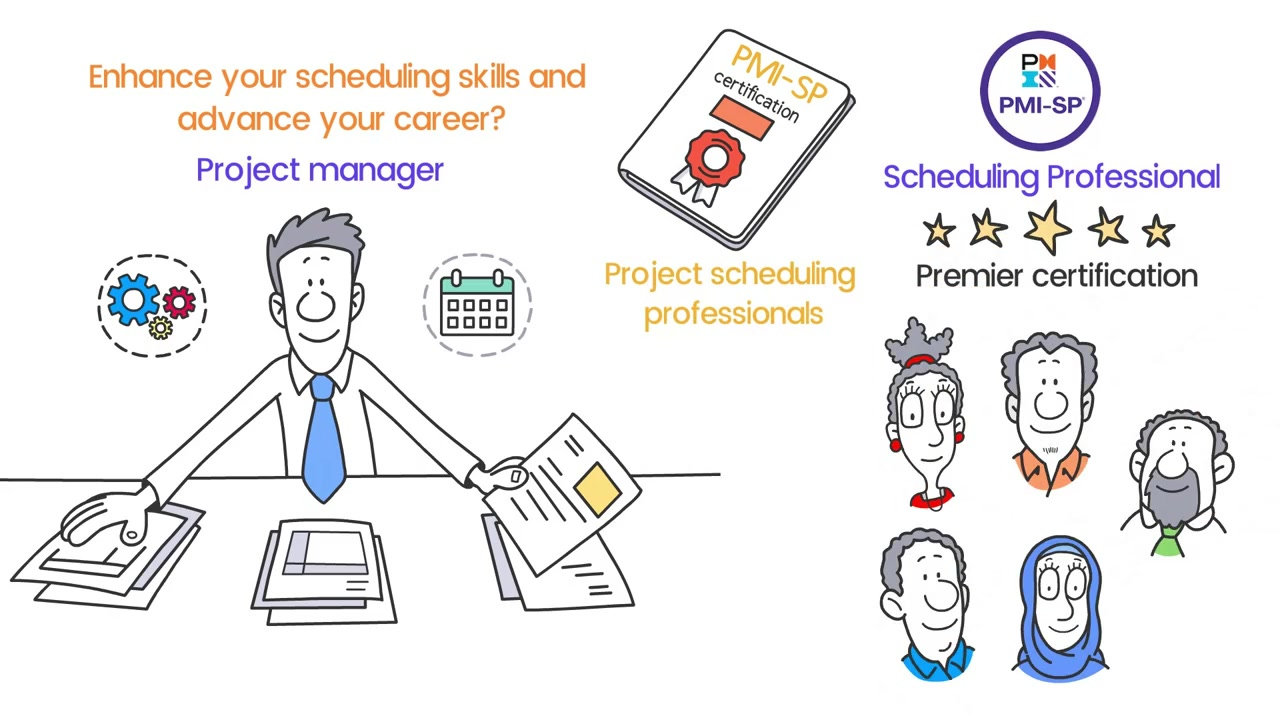 Enhance your scheduling skills and
advance your career?
Project manager
PMI-SP
certification
Project scheduling
professionals
PMI
PMI-SP®
Scheduling Professional
Premier certification